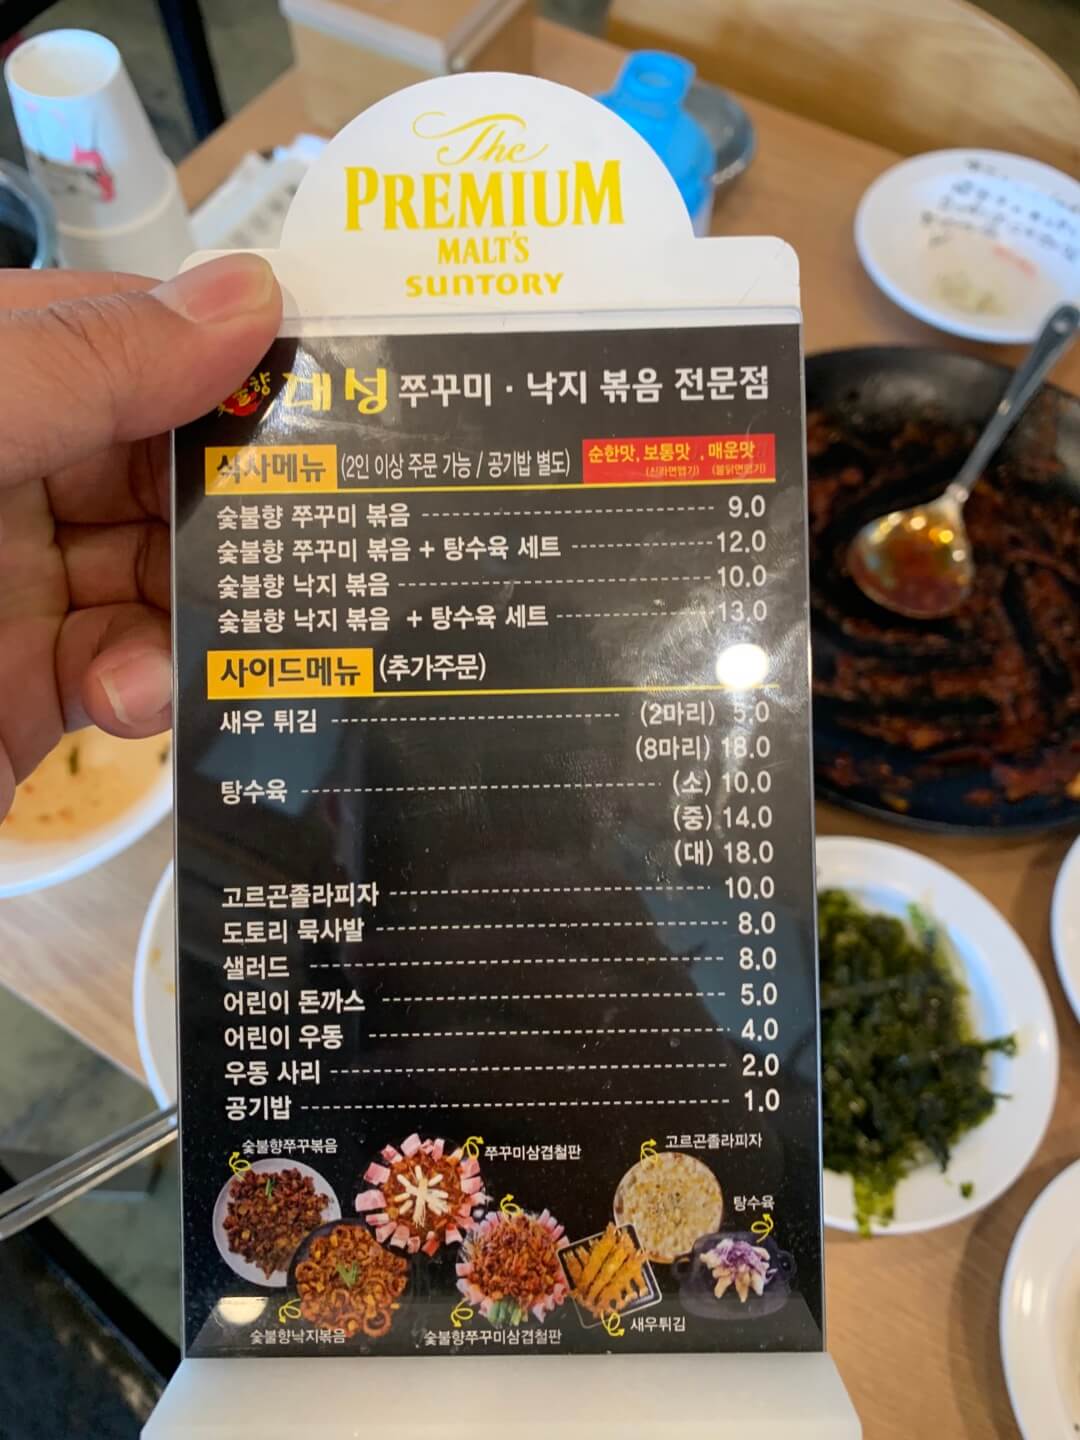 The
PREMIUM
MALT'S
SUNTORY
대성 쭈꾸미 · 낙지 볶음 전문점
식사메뉴 (2인 이상 주문 가능 / 공기밥 별도) 순한맛, 보통맛, 매운맛
(신라면맵기) (불닭면맵기)
숯불향 쭈꾸미 볶음 9.0
숯불향 쭈꾸미 볶음 + 탕수육 세트 12.0
숯불향 낙지 볶음 10.0
숯불향 낙지 볶음 + 탕수육 세트 13.0
사이드메뉴 (추가주문)
새우 튀김 (2마리) 5.0
(8마리) 18.0
탕수육 (소) 10.0
(중) 14.0
(대) 18.0
고르곤졸라피자 10.0
도토리 묵사발 8.0
샐러드 8.0
어린이 돈까스 5.0
어린이 우동 4.0
우동 사리 2.0
공기밥 1.0
숯불향쭈꾸볶음
쭈꾸미삼겹철판
고르곤졸라피자
탕수육
숯불향낙지볶음
숯불향쭈꾸미삼겹철판
새우튀김